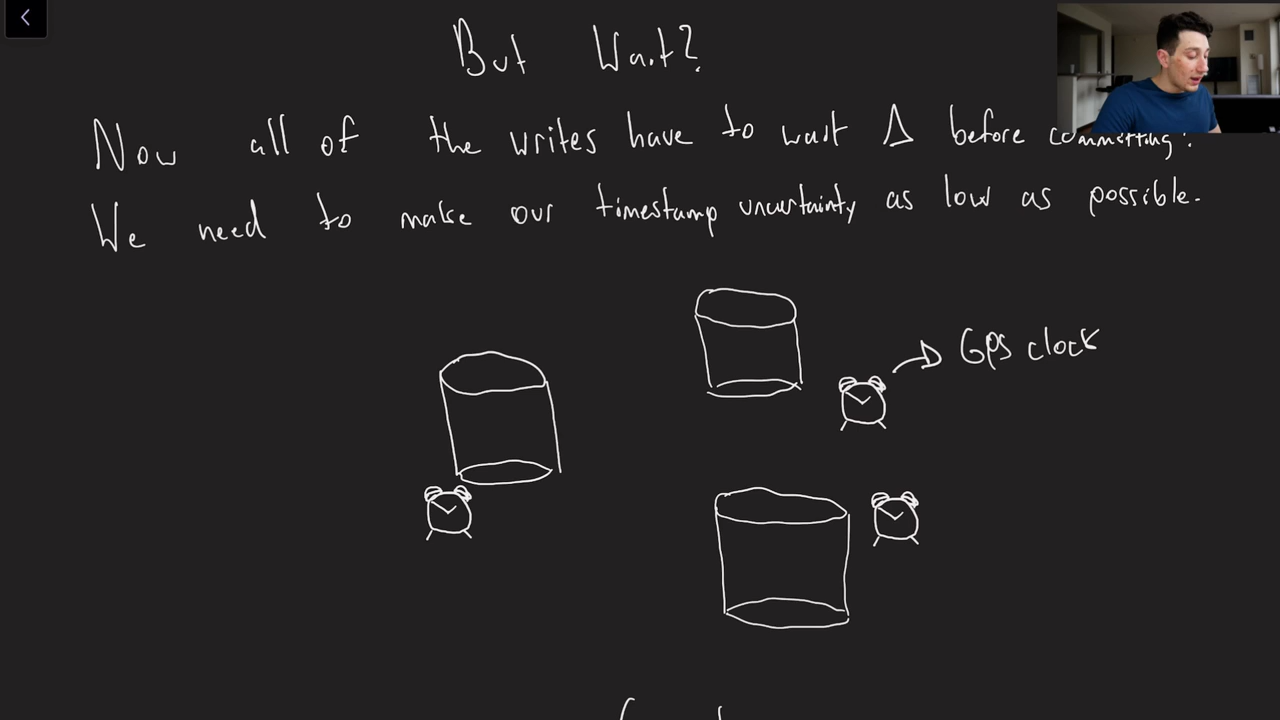 But Wait?
Now all of the writes have to wait Δ before committing!
We need to make our timestamp uncertainty as low as possible.
GPS clock